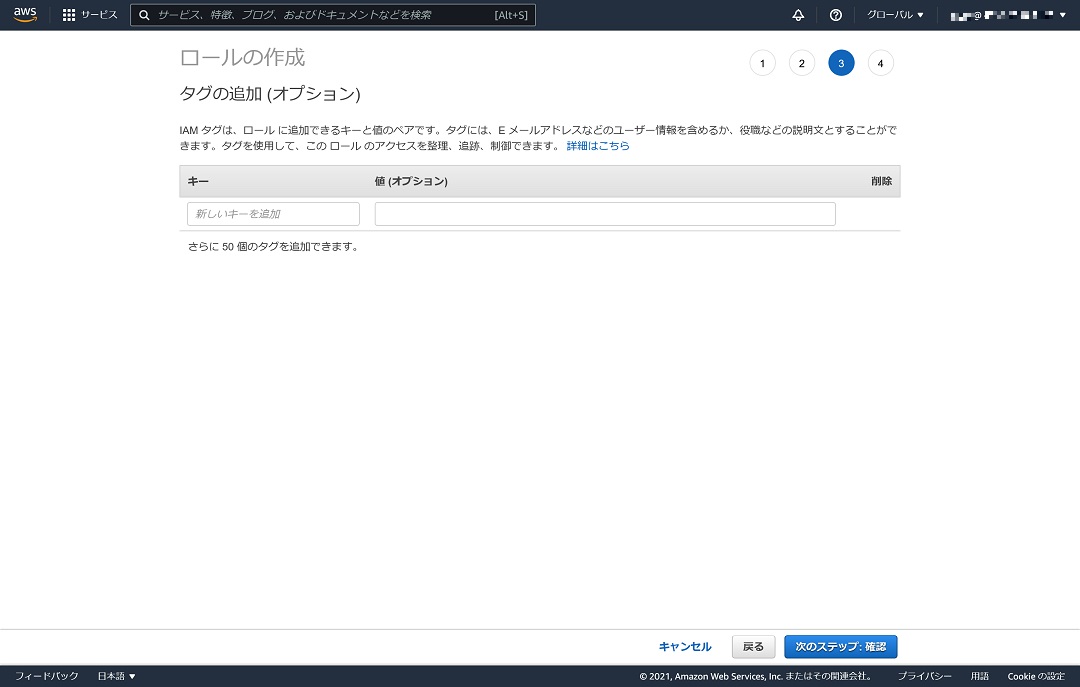 aws サービス サービス、特徴、ブログ、およびドキュメントなどを検索 [Alt+S] グローバル ▼ @ ▼
ロールの作成 1 2 3 4
タグの追加 (オプション)
IAM タグは、ロール に追加できるキーと値のペアです。タグには、E メールアドレスなどのユーザー情報を含めるか、役職などの説明文とすることがで
きます。タグを使用して、この ロール のアクセスを整理、追跡、制御できます。 詳細はこちら
キー 値 (オプション) 削除
新しいキーを追加
さらに 50 個のタグを追加できます。
キャンセル 戻る 次のステップ: 確認
フィードバック 日本語 ▼ © 2021, Amazon Web Services, Inc. またはその関連会社。 プライバシー 用語 Cookie の設定